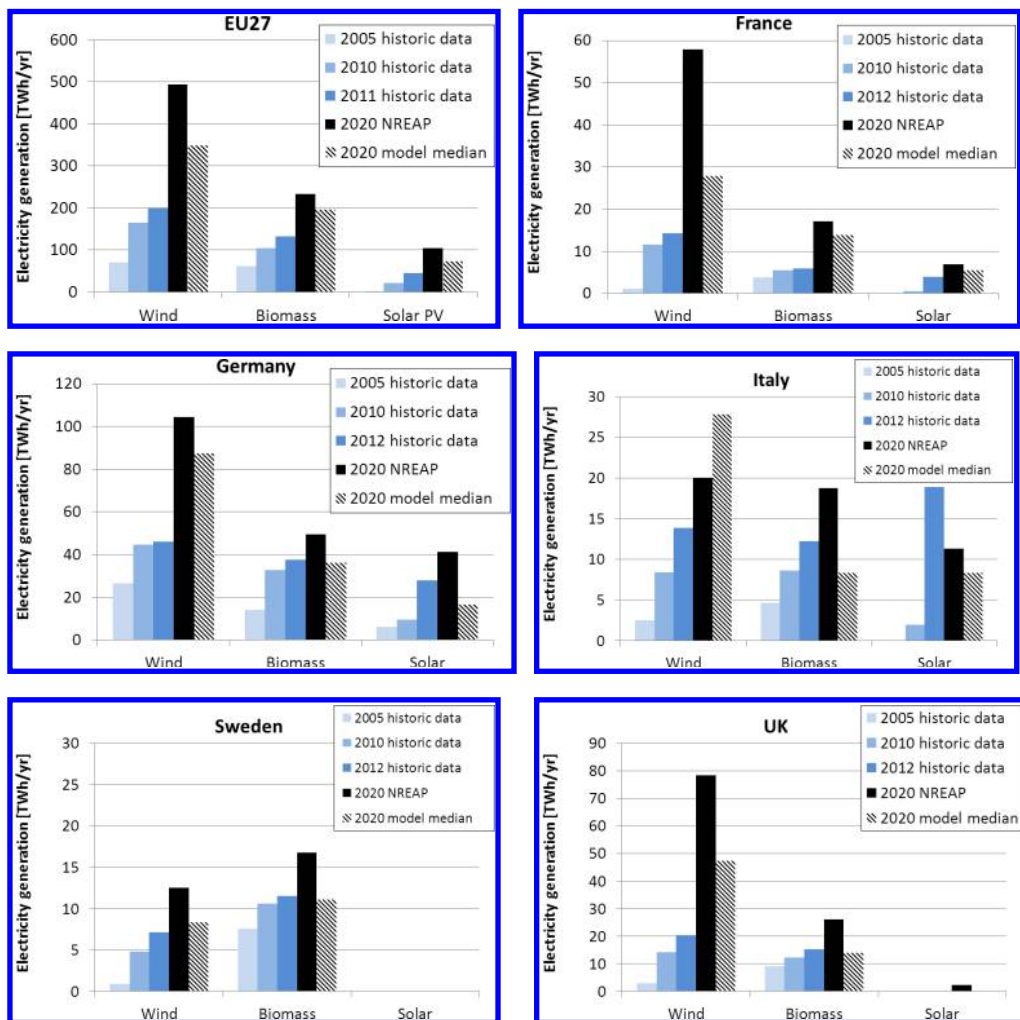 EU27
Electricity generation [TWh/yr]
600
500
400
300
200
100
0
Wind Biomass Solar PV
2005 historic data
2010 historic data
2011 historic data
2020 NREAP
2020 model median
France
Electricity generation [TWh/yr]
60
50
40
30
20
10
0
Wind Biomass Solar
2005 historic data
2010 historic data
2012 historic data
2020 NREAP
2020 model median
Germany
Electricity generation [TWh/yr]
120
100
80
60
40
20
0
Wind Biomass Solar
2005 historic data
2010 historic data
2012 historic data
2020 NREAP
2020 model median
Italy
Electricity generation [TWh/yr]
30
25
20
15
10
5
0
Wind Biomass Solar
2005 historic data
2010 historic data
2012 historic data
2020 NREAP
2020 model median
Sweden
Electricity generation [TWh/yr]
30
25
20
15
10
5
0
Wind Biomass Solar
2005 historic data
2010 historic data
2012 historic data
2020 NREAP
2020 model median
UK
Electricity generation [TWh/yr]
90
80
70
60
50
40
30
20
10
0
Wind Biomass Solar
2005 historic data
2010 historic data
2012 historic data
2020 NREAP
2020 model median